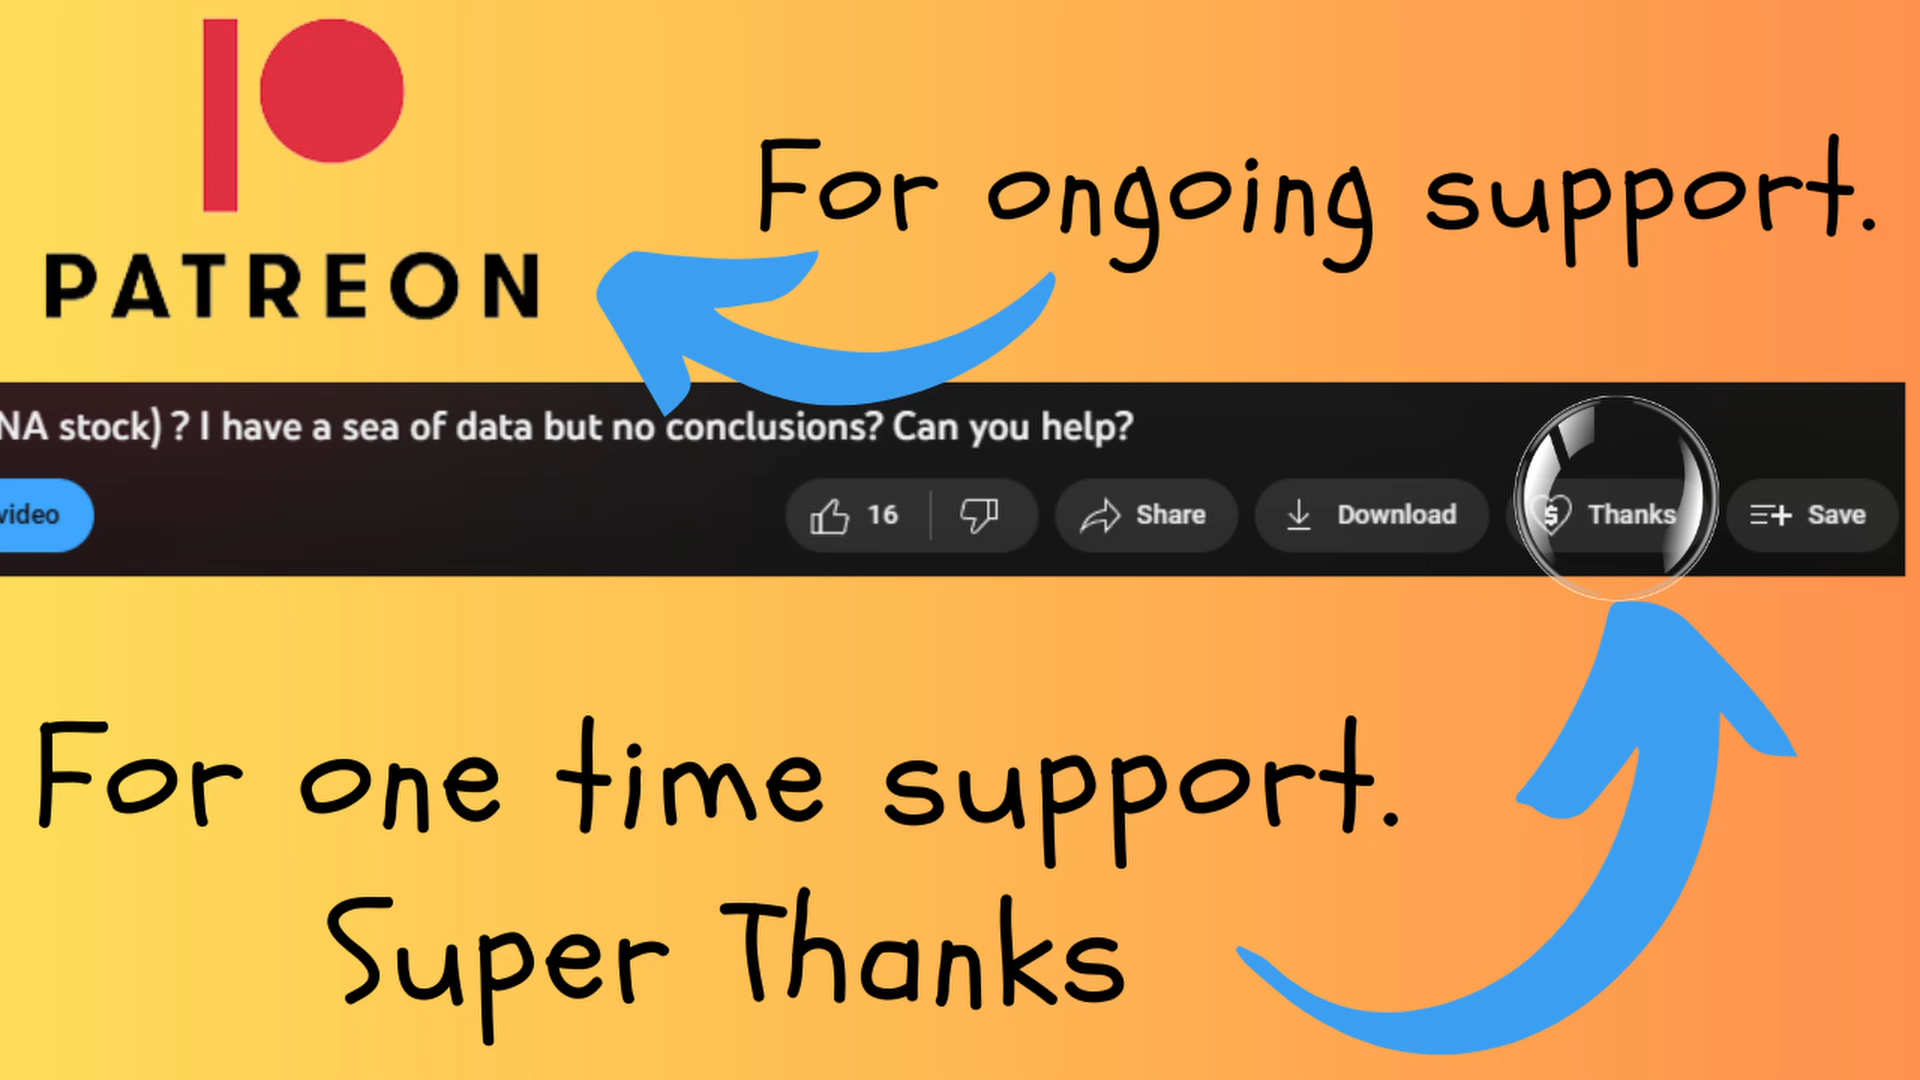 PATREON
For ongoing support.
NA stock) ? I have a sea of data but no conclusions? Can you help?
video
16
Share
Download
$ Thanks
Save
For one time support.
Super Thanks